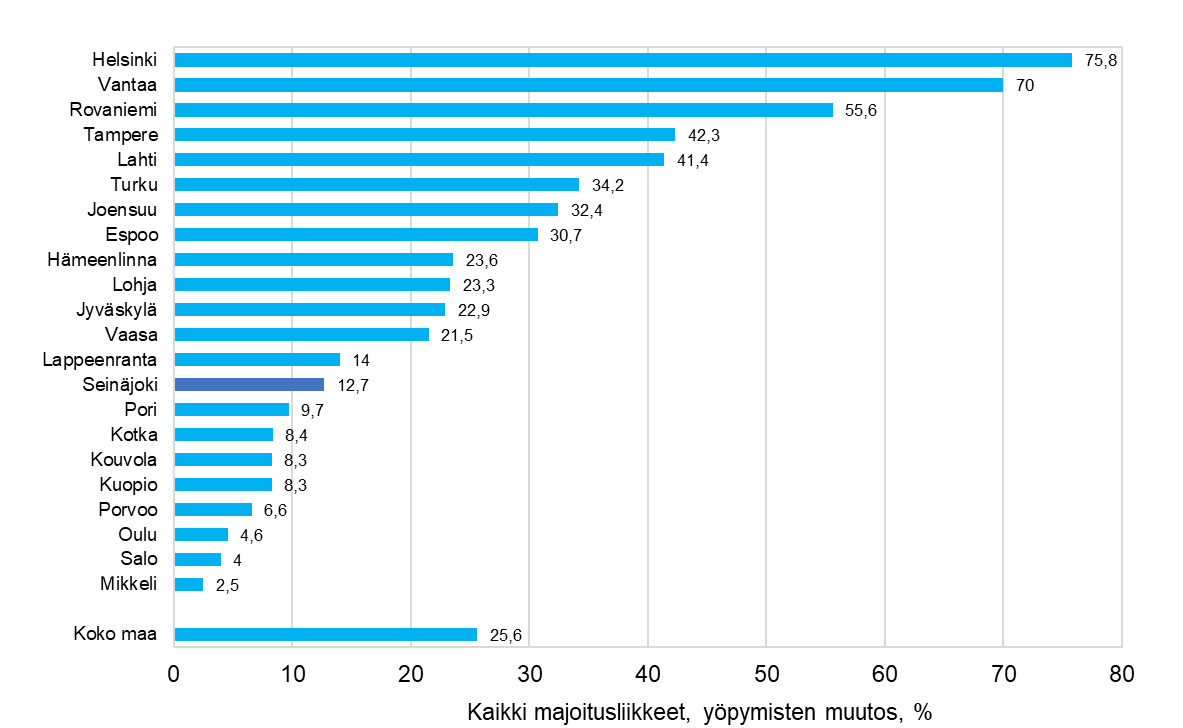 Helsinki 75,8
Vantaa 70
Rovaniemi 55,6
Tampere 42,3
Lahti 41,4
Turku 34,2
Joensuu 32,4
Espoo 30,7
Hämeenlinna 23,6
Lohja 23,3
Jyväskylä 22,9
Vaasa 21,5
Lappeenranta 14
Seinäjoki 12,7
Pori 9,7
Kotka 8,4
Kouvola 8,3
Kuopio 8,3
Porvoo 6,6
Oulu 4,6
Salo 4
Mikkeli 2,5
Koko maa 25,6
0 10 20 30 40 50 60 70 80
Kaikki majoitusliikkeet, yöpymisten muutos, %